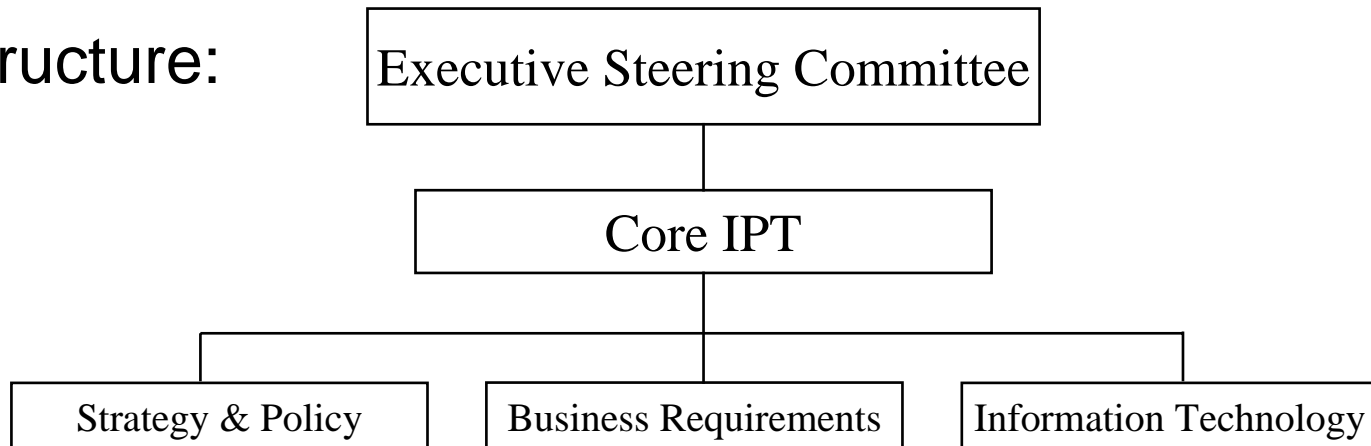 ructure:
Executive Steering Committee
Core IPT
Strategy & Policy
Business Requirements
Information Technology